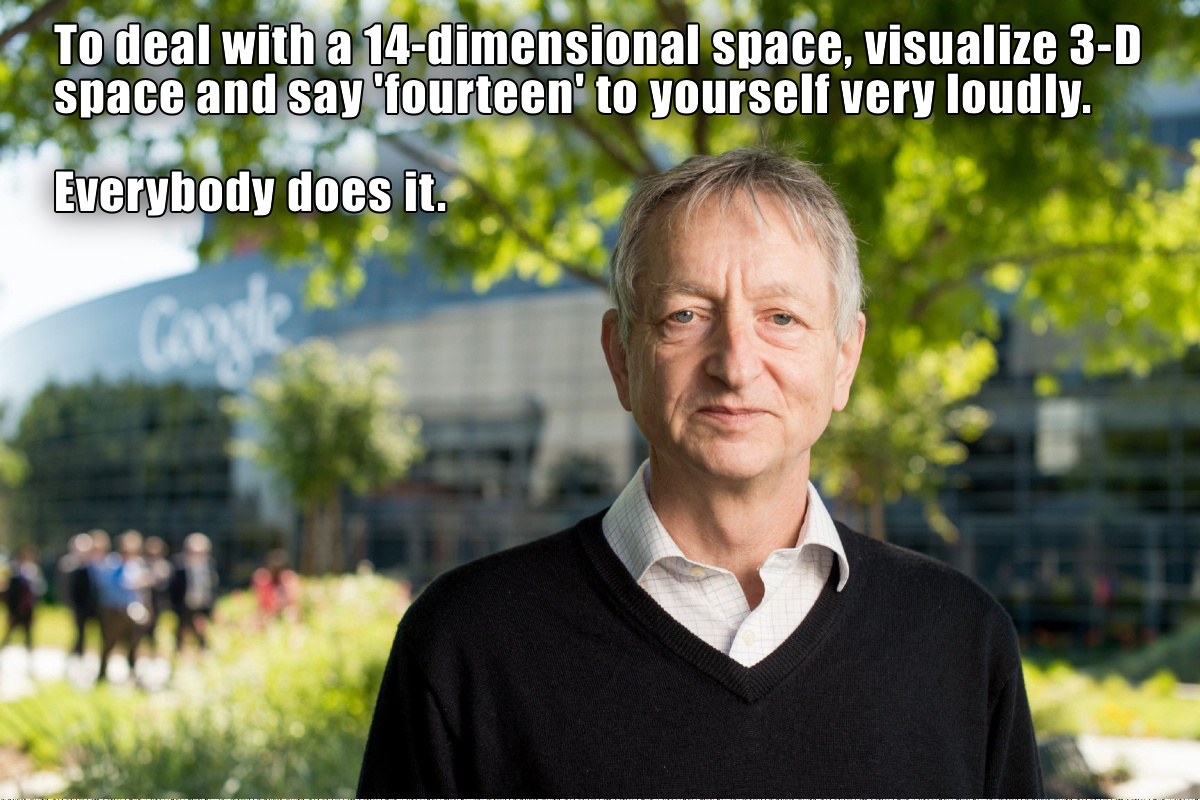 To deal with a 14-dimensional space, visualize 3-D
space and say 'fourteen' to yourself very loudly.
Everybody does it.
Google